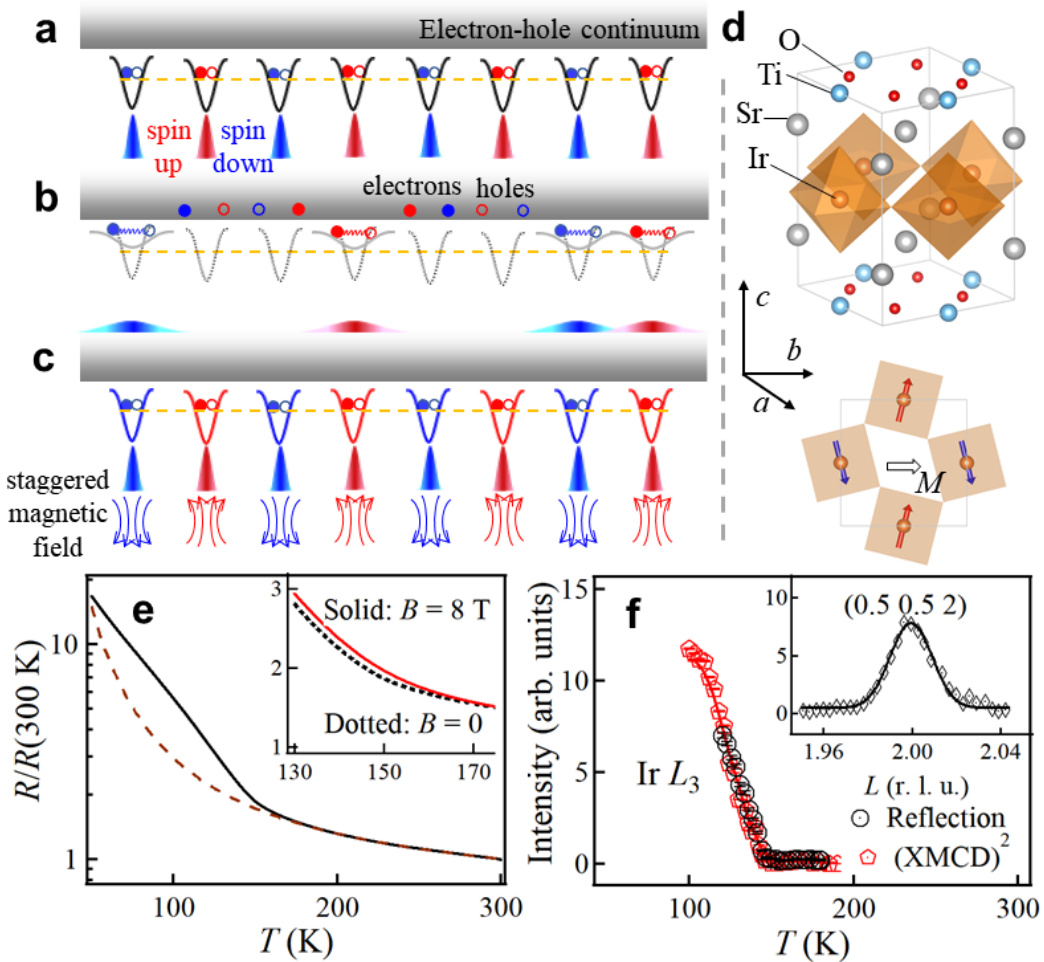 a
Electron-hole continuum
spin up
spin down
b
electrons holes
c
staggered
magnetic
field
d
O
Ti
Sr
Ir
c
b
a
M
e
R/R(300 K)
10
1
3
2
1
Solid: B = 8 T
Dotted: B = 0
130 150 170
100 200 300
T (K)
f
Intensity (arb. units)
15
10
5
0
Ir L3
(0.5 0.5 2)
10
5
0
1.96 2.00 2.04
L (r. l. u.)
Reflection
(XMCD)²
100 200 300
T (K)